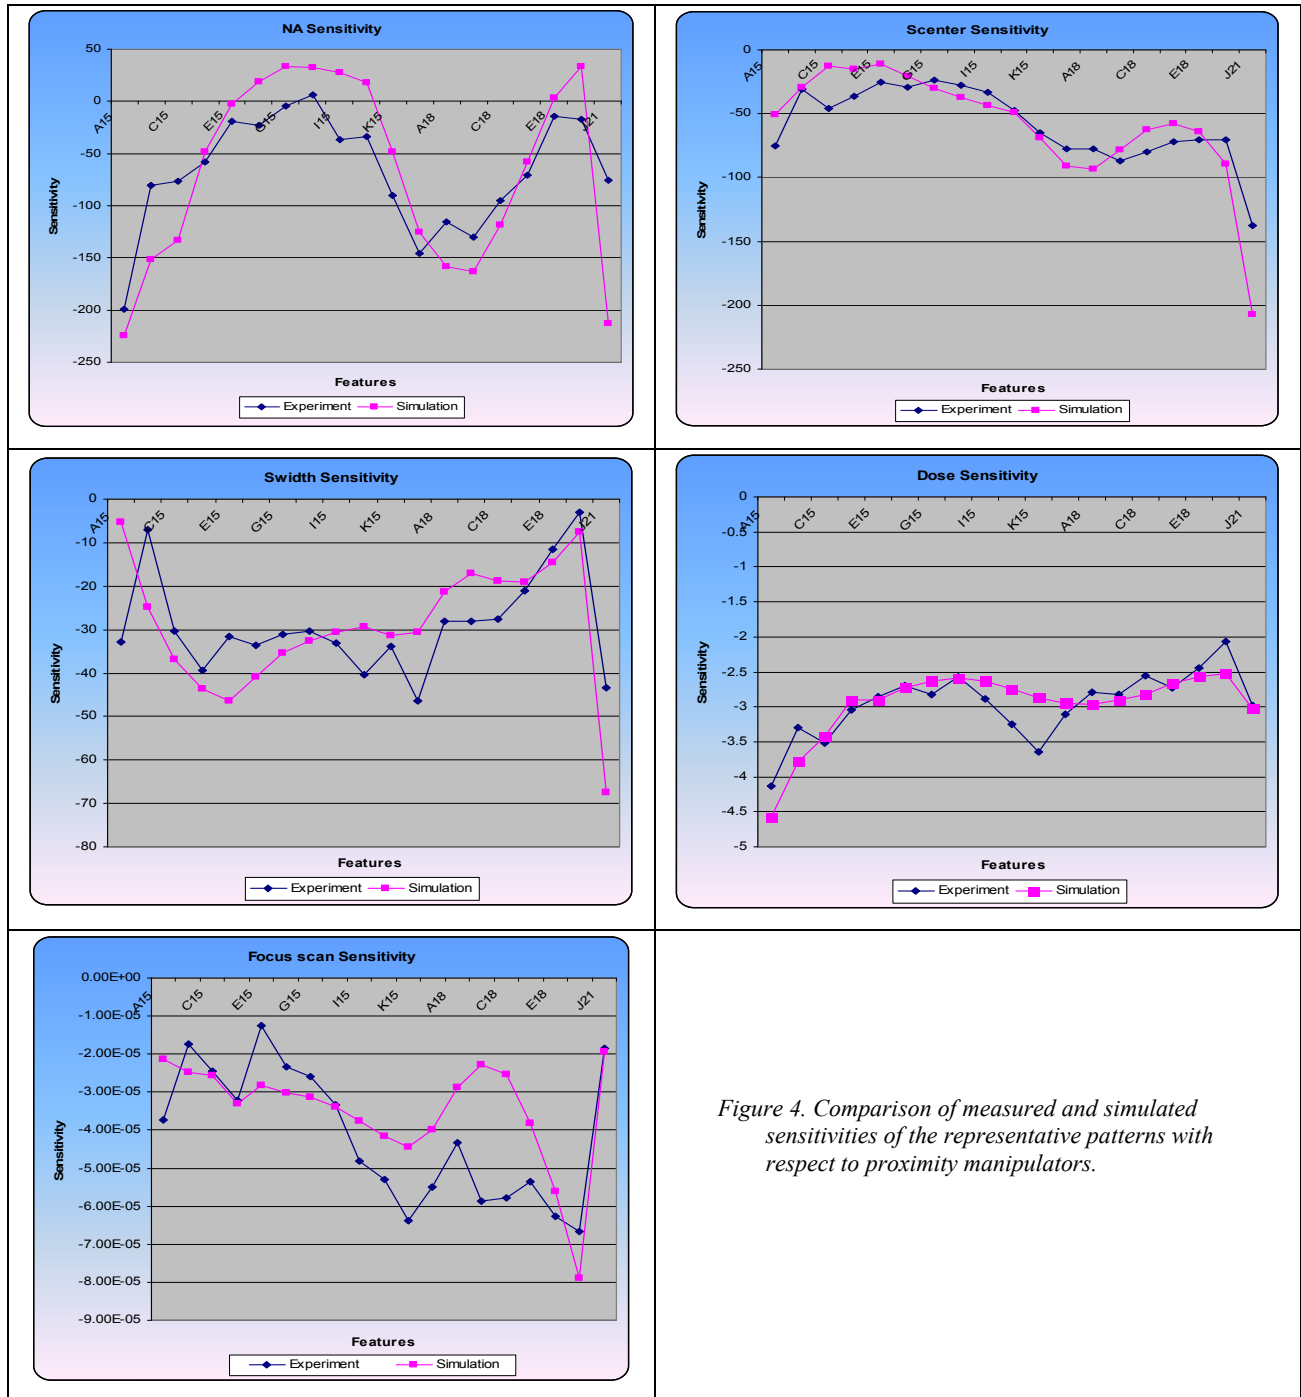 NA Sensitivity
50
0
-50
-100
-150
-200
-250
Sensitivity
A15 C15 E15 G15 I15 K15 A18 C18 E18 J21
Features
Experiment Simulation
Scenter Sensitivity
0
-50
-100
-150
-200
-250
Sensitivity
A15 C15 E15 G15 I15 K15 A18 C18 E18 J21
Features
Experiment Simulation
Swidth Sensitivity
0
-10
-20
-30
-40
-50
-60
-70
-80
Sensitivity
A15 C15 E15 G15 I15 K15 A18 C18 E18 J21
Features
Experiment Simulation
Dose Sensitivity
0
-0.5
-1
-1.5
-2
-2.5
-3
-3.5
-4
-4.5
-5
Sensitivity
A15 C15 E15 G15 I15 K15 A18 C18 E18 J21
Features
Experiment Simulation
Focus scan Sensitivity
0.00E+00
-1.00E-05
-2.00E-05
-3.00E-05
-4.00E-05
-5.00E-05
-6.00E-05
-7.00E-05
-8.00E-05
-9.00E-05
Sensitivity
A15 C15 E15 G15 I15 K15 A18 C18 E18 J21
Features
Experiment Simulation
Figure 4. Comparison of measured and simulated
sensitivities of the representative patterns with
respect to proximity manipulators.